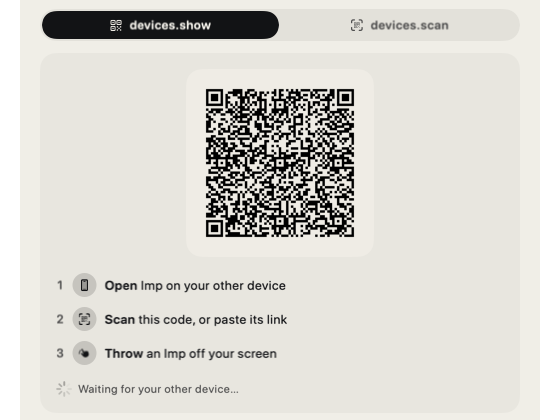 devices.show
devices.scan
1 Open Imp on your other device
2 Scan this code, or paste its link
3 Throw an Imp off your screen
Waiting for your other device...